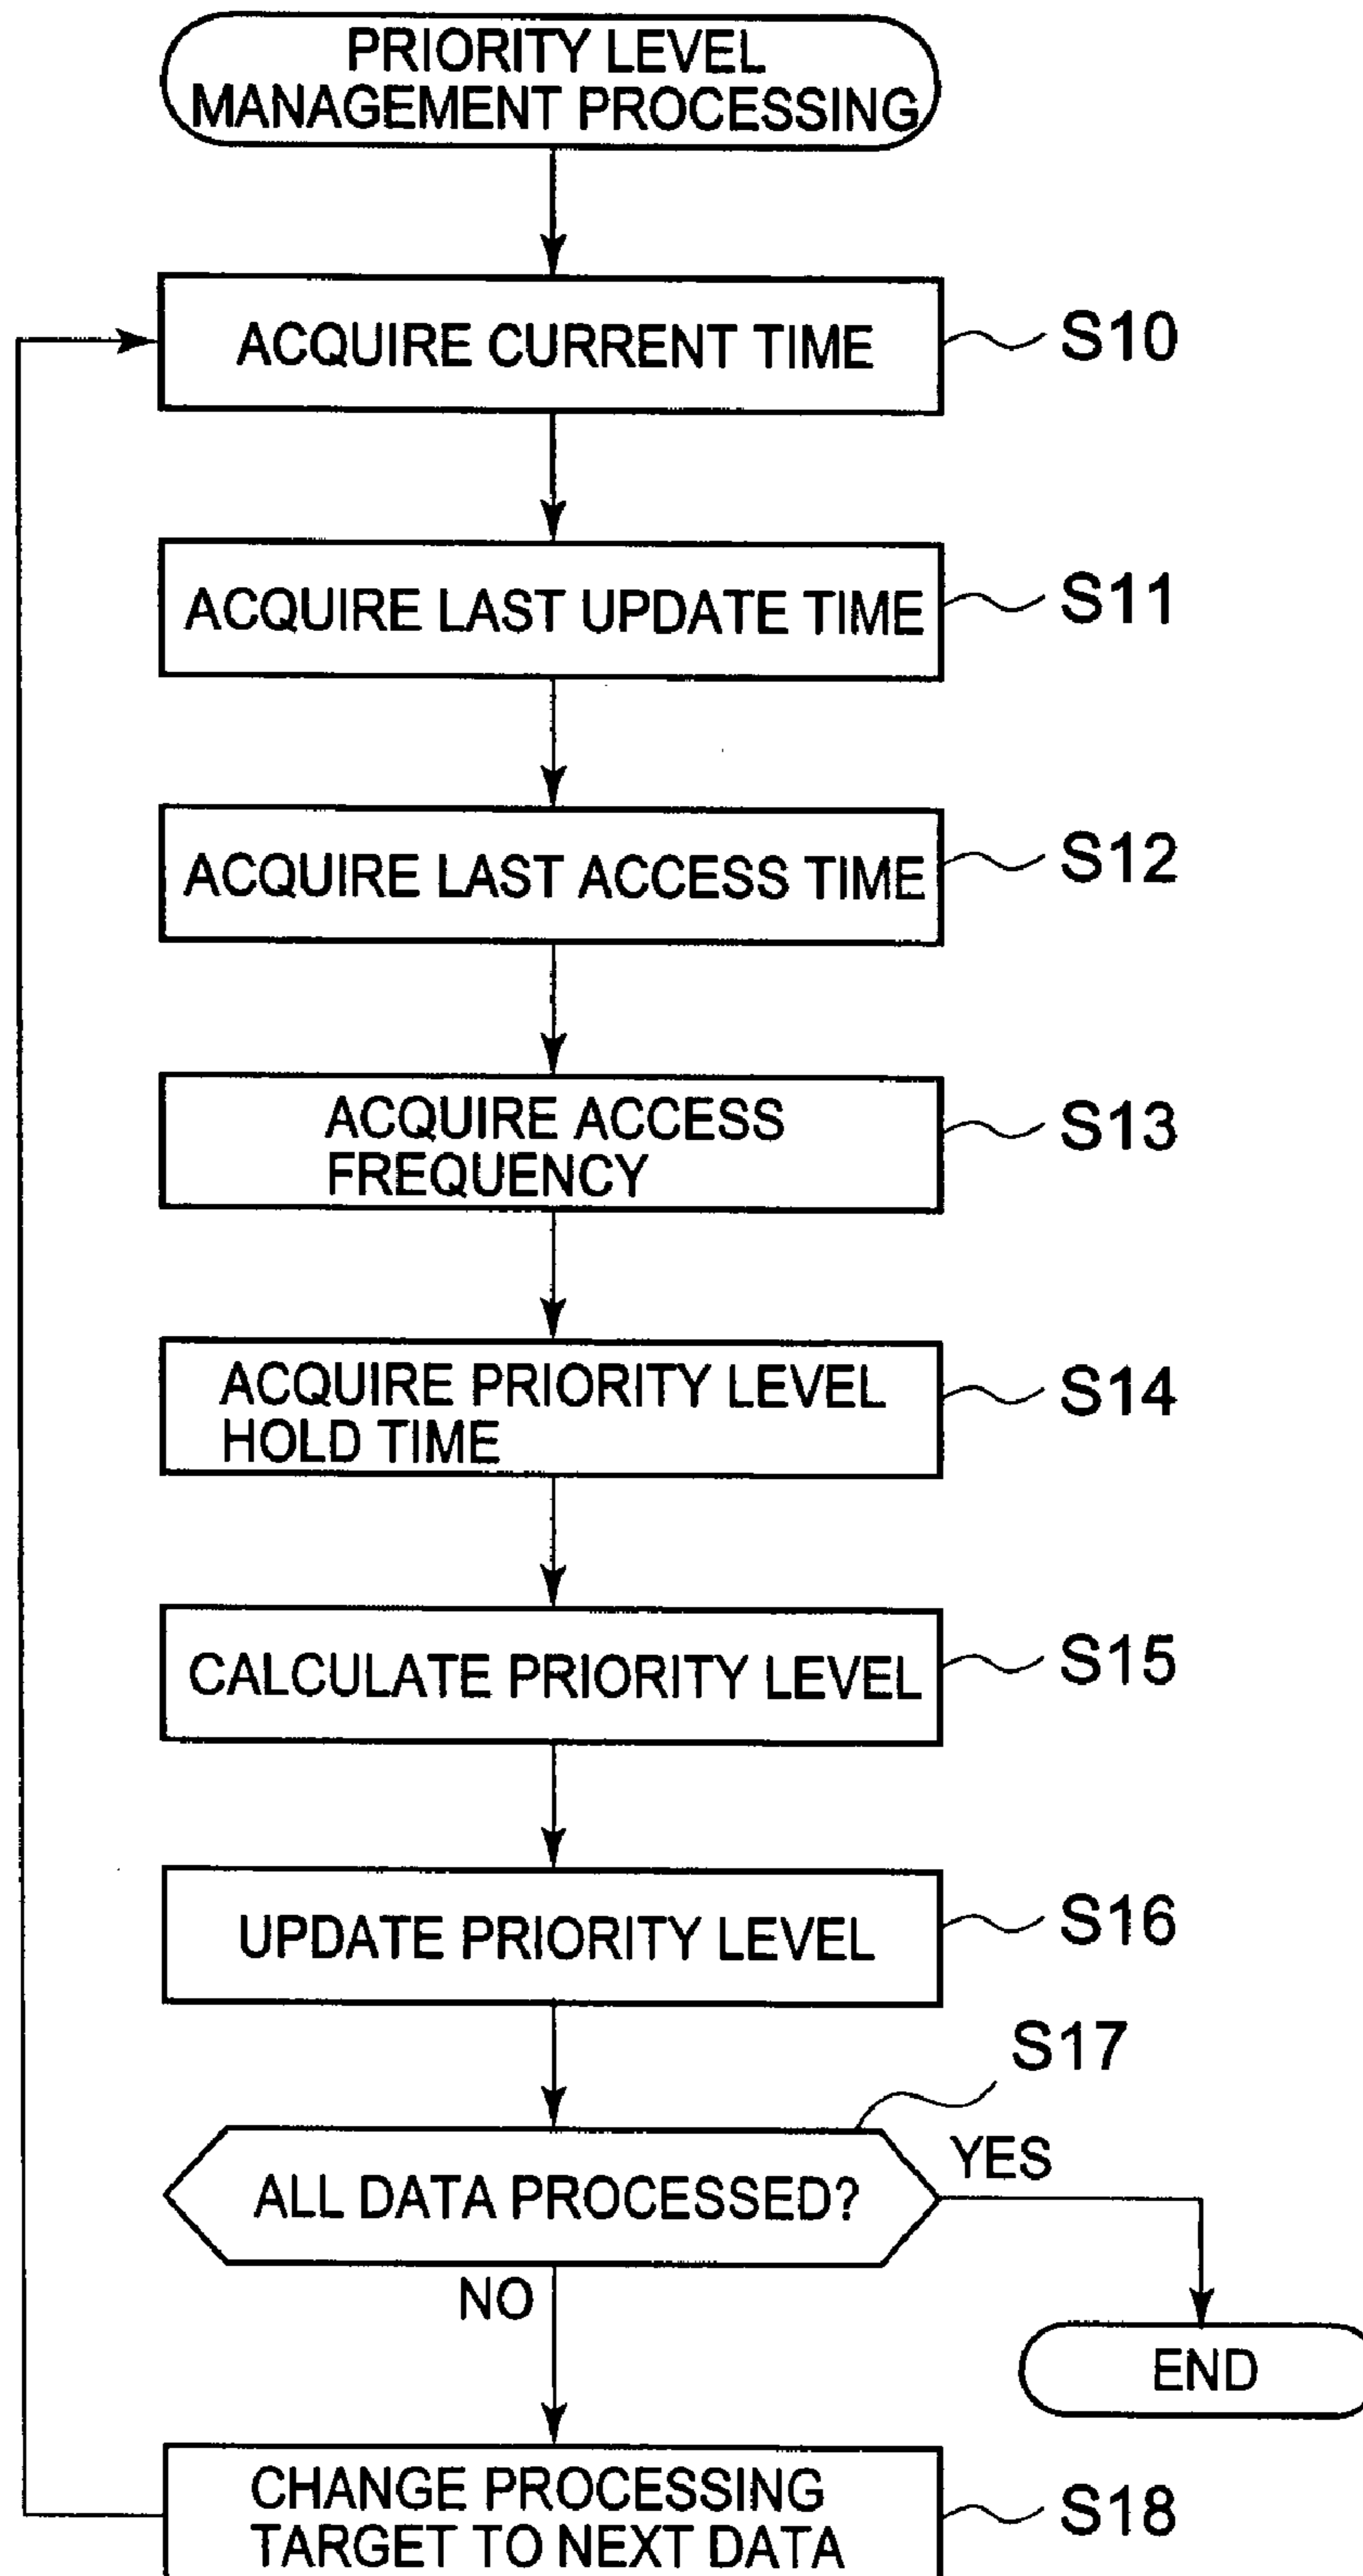 PRIORITY LEVEL
MANAGEMENT PROCESSING
ACQUIRE CURRENT TIME
S10
ACQUIRE LAST UPDATE TIME
S11
ACQUIRE LAST ACCESS TIME
S12
ACQUIRE ACCESS
FREQUENCY
S13
ACQUIRE PRIORITY LEVEL
HOLD TIME
S14
CALCULATE PRIORITY LEVEL
S15
UPDATE PRIORITY LEVEL
S16
S17
ALL DATA PROCESSED?
YES
NO
END
CHANGE PROCESSING
TARGET TO NEXT DATA
S18